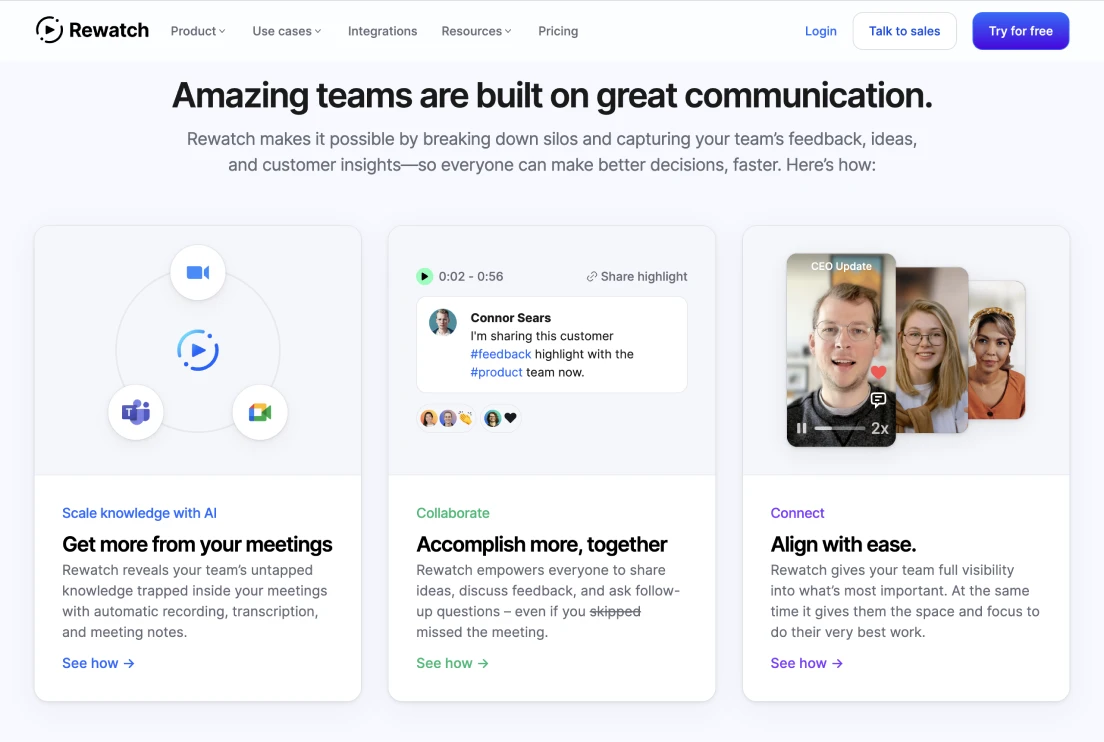 Rewatch
Product
Use cases
Integrations
Resources
Pricing
Login
Talk to sales
Try for free
Amazing teams are built on great communication.
Rewatch makes it possible by breaking down silos and capturing your team’s feedback, ideas,
and customer insights—so everyone can make better decisions, faster. Here’s how:
T
Scale knowledge with AI
Get more from your meetings
Rewatch reveals your team’s untapped
knowledge trapped inside your meetings
with automatic recording, transcription,
and meeting notes.
See how →
0:02 - 0:56
Share highlight
Connor Sears
I'm sharing this customer
#feedback highlight with the
#product team now.
Collaborate
Accomplish more, together
Rewatch empowers everyone to share
ideas, discuss feedback, and ask follow-
up questions – even if you skipped
missed the meeting.
See how →
CEO Update
2x
Connect
Align with ease.
Rewatch gives your team full visibility
into what’s most important. At the same
time it gives them the space and focus to
do their very best work.
See how →